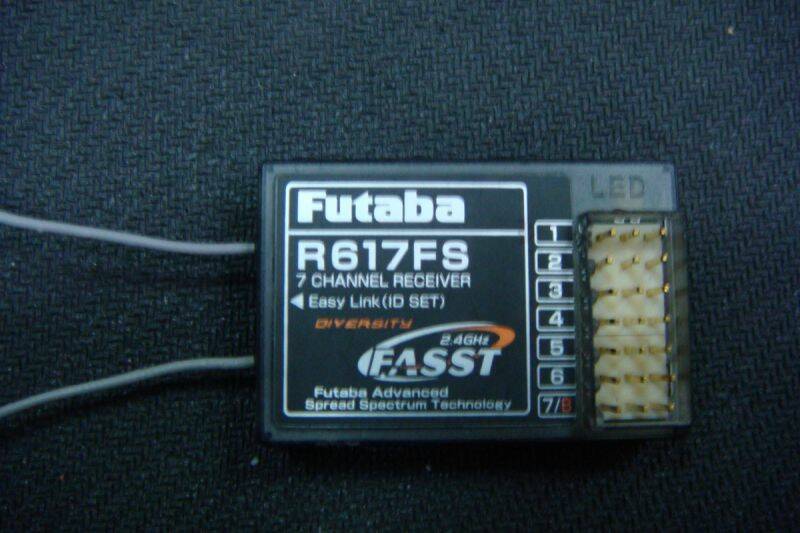 LED
Futaba
R617FS
7 CHANNEL RECEIVER
◀ Easy Link (ID SET)
DIVERSITY
2.4GHz
FASST
Futaba Advanced
Spread Spectrum Technology
1
2
3
4
5
6
7/B